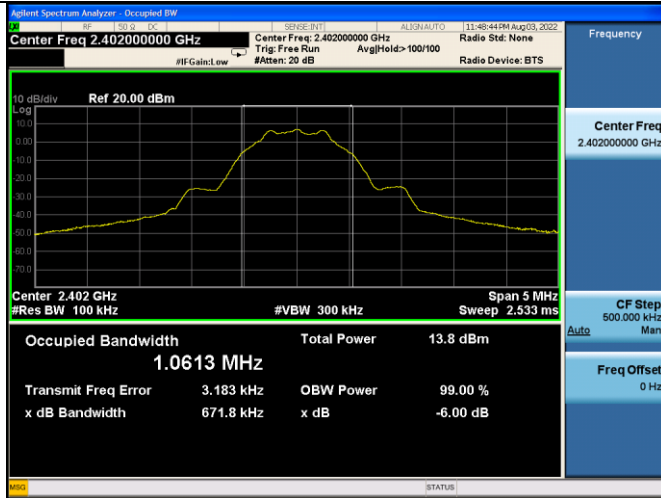 Agilent Spectrum Analyzer - Occupied BW
RF 50 Ω DC SENSE:INT ALIGN AUTO 11:48:44 PM Aug 03, 2022
Center Freq 2.402000000 GHz Center Freq: 2.402000000 GHz Radio Std: None
Trig: Free Run Avg|Hold:>100/100
#IFGain:Low #Atten: 20 dB Radio Device: BTS
10 dB/div Ref 20.00 dBm
Log
10.0
0.00
-10.0
-20.0
-30.0
-40.0
-50.0
-60.0
-70.0
Center 2.402 GHz Span 5 MHz
#Res BW 100 kHz #VBW 300 kHz Sweep 2.533 ms
Occupied Bandwidth Total Power 13.8 dBm
1.0613 MHz
Transmit Freq Error 3.183 kHz OBW Power 99.00 %
x dB Bandwidth 671.8 kHz x dB -6.00 dB
MSG STATUS
Frequency
Center Freq
2.402000000 GHz
CF Step
500.000 kHz
Auto Man
Freq Offset
0 Hz